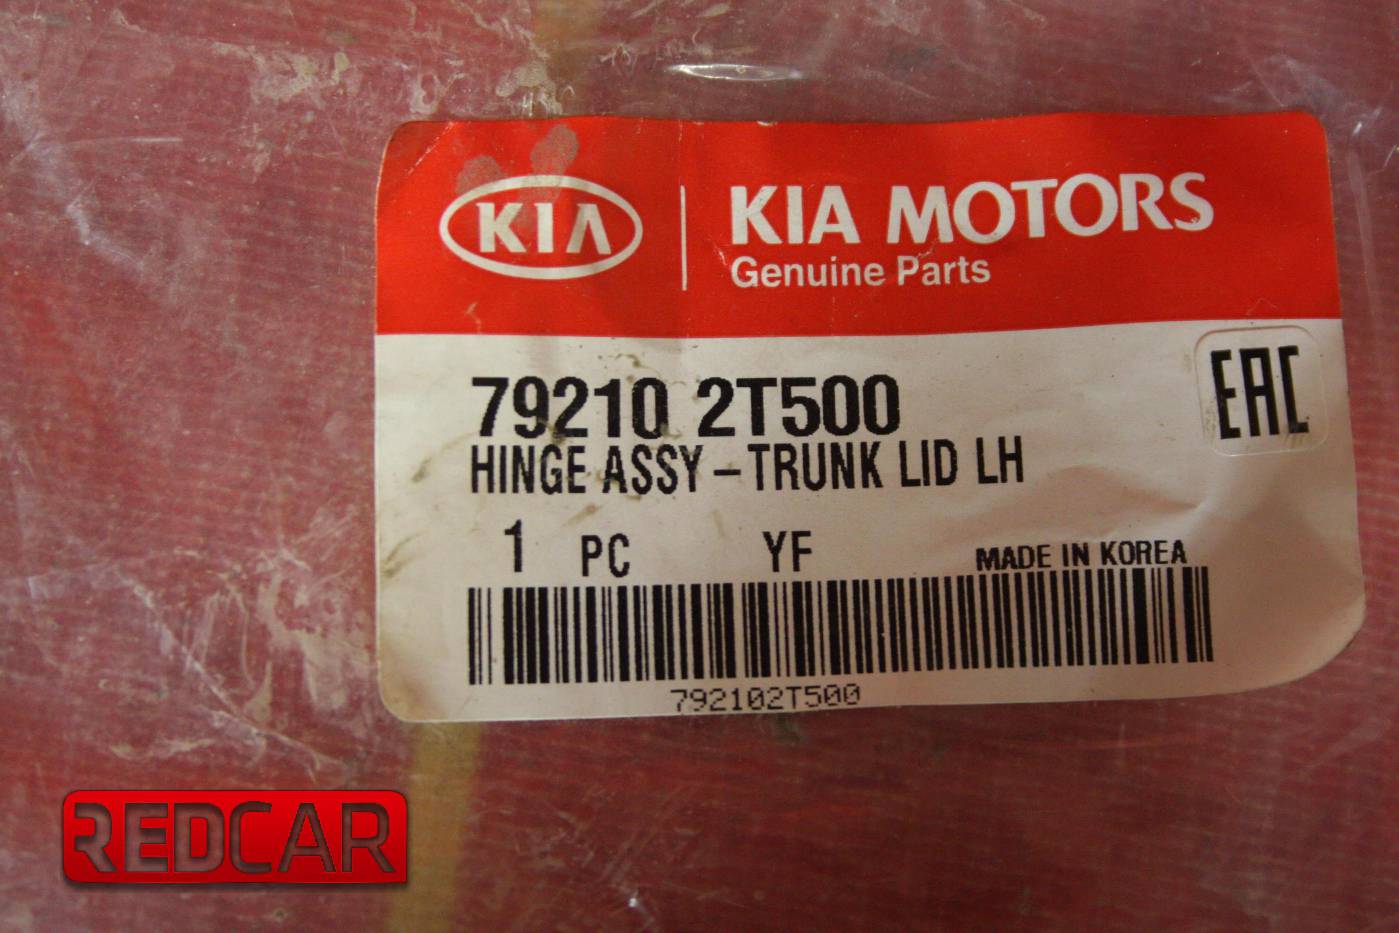 KIA
KIA MOTORS
Genuine Parts
EAC
79210 2T500
HINGE ASSY – TRUNK LID LH
1 PC YF MADE IN KOREA
792102T500
REDCAR